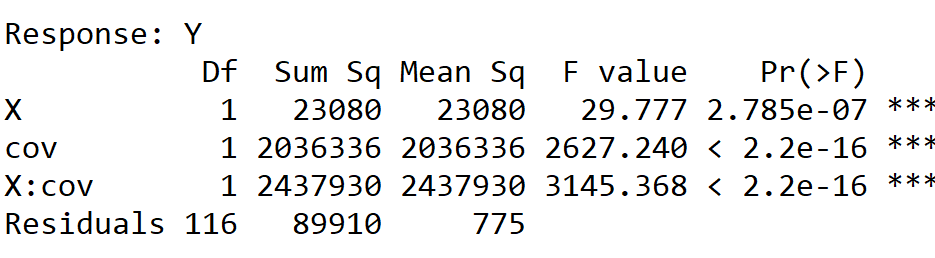 Response: Y
Df Sum Sq Mean Sq F value Pr(>F)
X 1 23080 23080 29.777 2.785e-07 ***
cov 1 2036336 2036336 2627.240 < 2.2e-16 ***
X:cov 1 2437930 2437930 3145.368 < 2.2e-16 ***
Residuals 116 89910 775